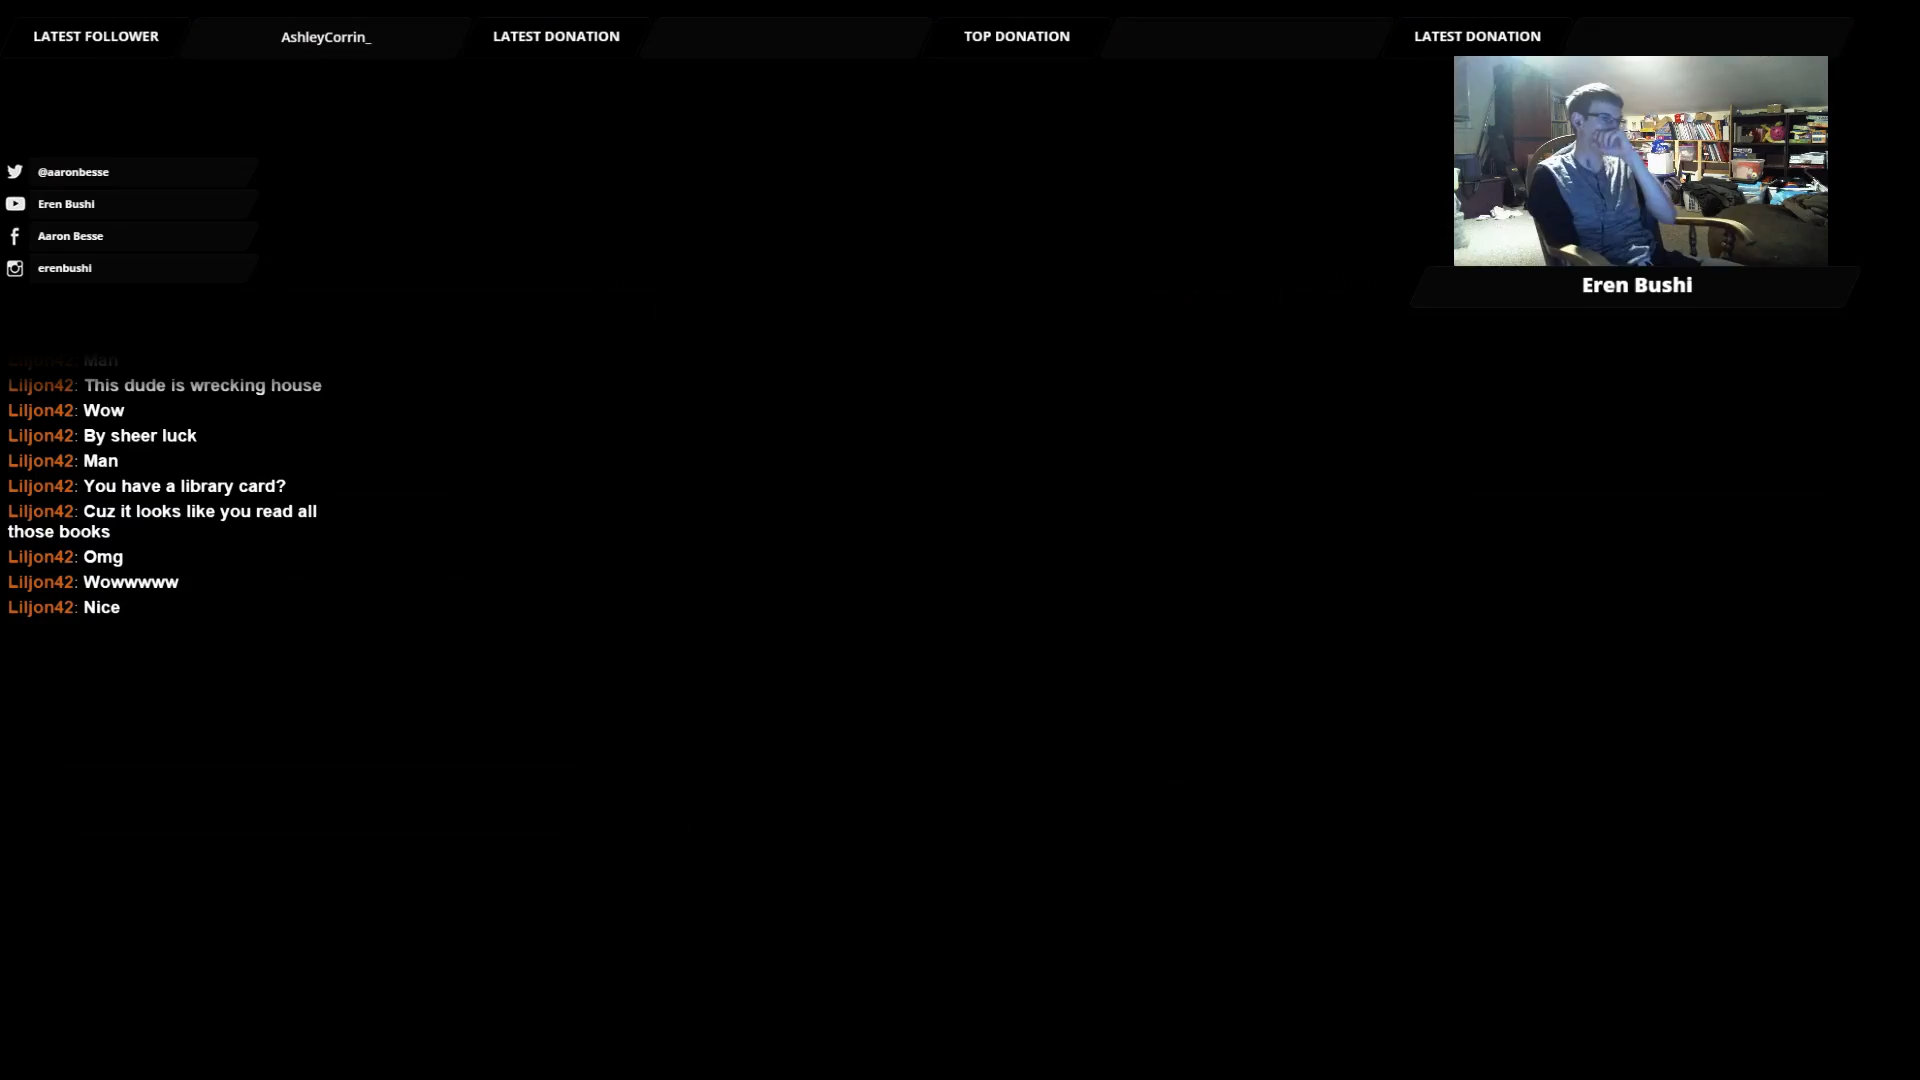 LATEST FOLLOWER AshleyCorrin_ LATEST DONATION TOP DONATION LATEST DONATION
@aaronbesse
Eren Bushi
Aaron Besse
erenbushi
Eren Bushi
Liljon42: Man
Liljon42: This dude is wrecking house
Liljon42: Wow
Liljon42: By sheer luck
Liljon42: Man
Liljon42: You have a library card?
Liljon42: Cuz it looks like you read all
those books
Liljon42: Omg
Liljon42: Wowwwww
Liljon42: Nice